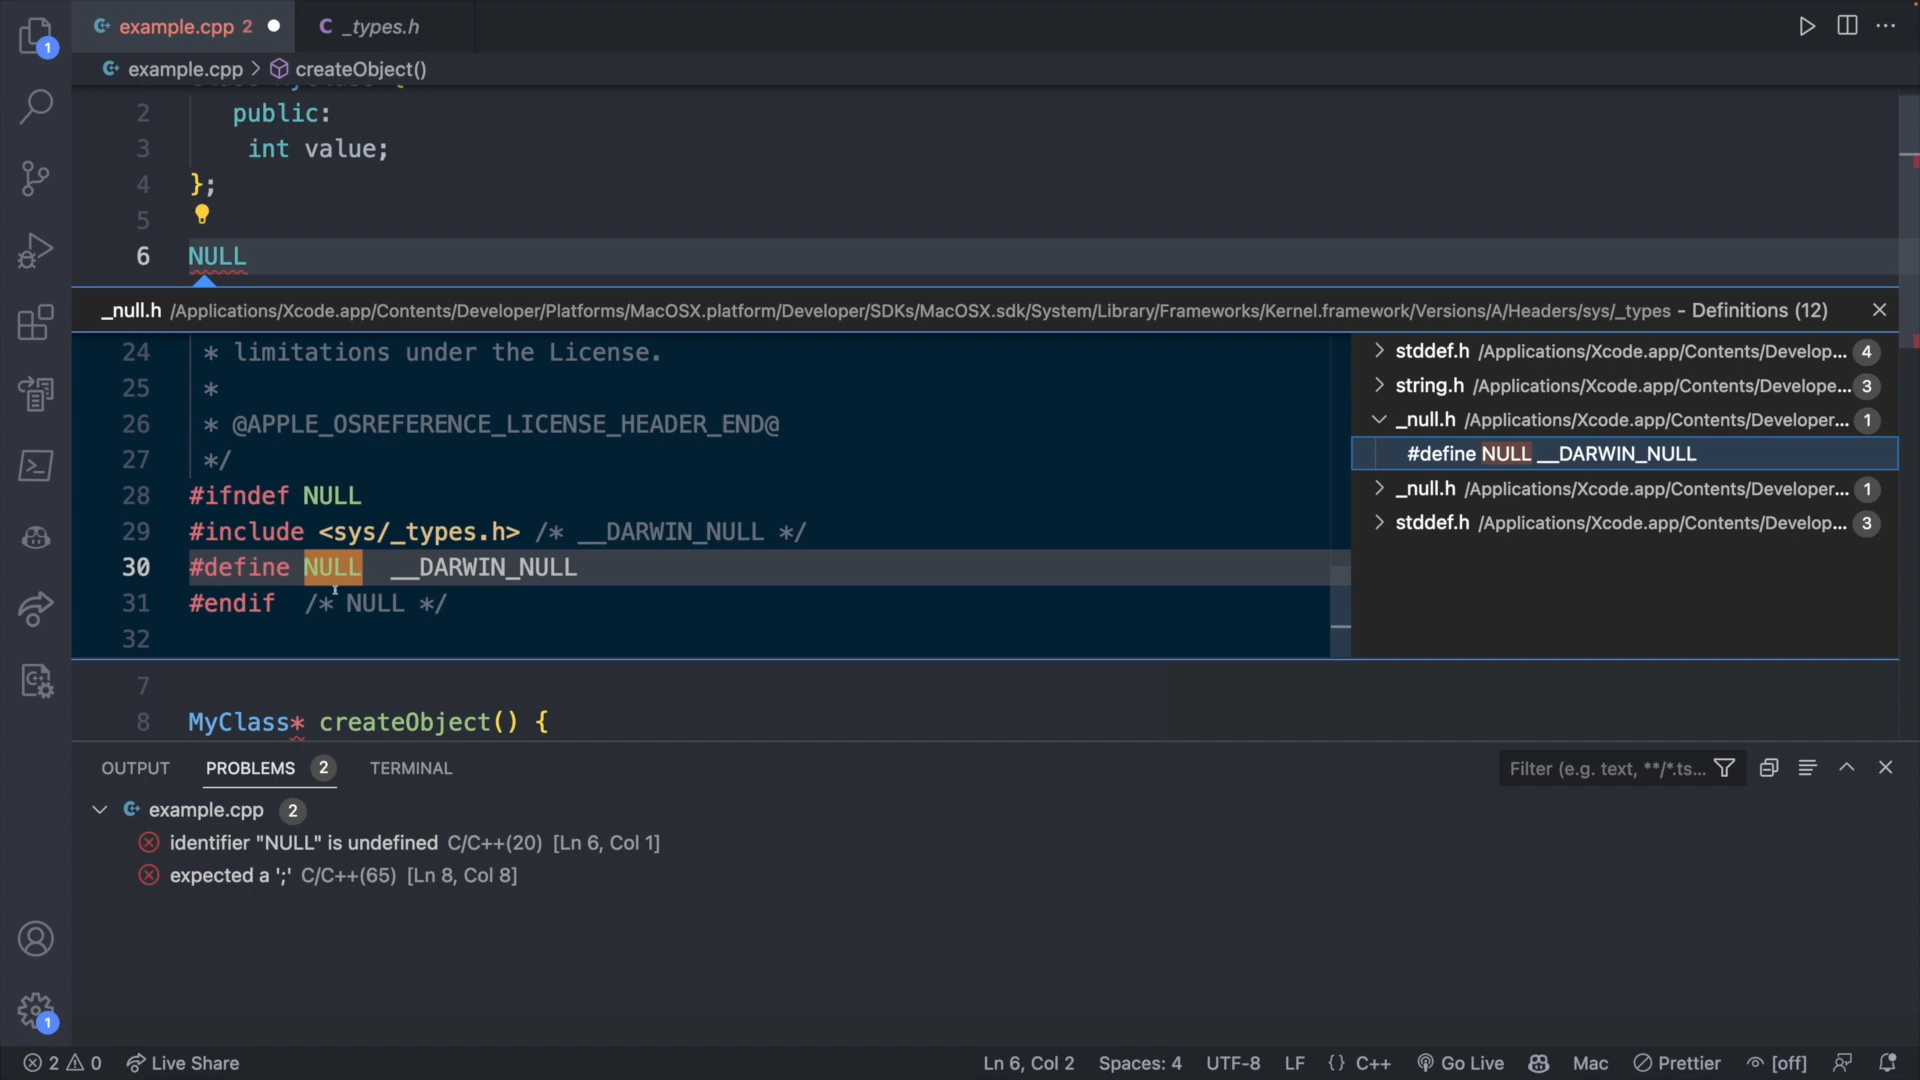 example.cpp 2
_types.h
example.cpp > createObject()
2 public:
3 int value;
4 };
5
6 NULL
_null.h /Applications/Xcode.app/Contents/Developer/Platforms/MacOSX.platform/Developer/SDKs/MacOSX.sdk/System/Library/Frameworks/Kernel.framework/Versions/A/Headers/sys/_types - Definitions (12)
24 * limitations under the License.
25 *
26 * @APPLE_OSREFERENCE_LICENSE_HEADER_END@
27 */
28 #ifndef NULL
29 #include <sys/_types.h> /* __DARWIN_NULL */
30 #define NULL __DARWIN_NULL
31 #endif /* NULL */
32
stddef.h /Applications/Xcode.app/Contents/Develop... 4
string.h /Applications/Xcode.app/Contents/Develope... 3
_null.h /Applications/Xcode.app/Contents/Developer... 1
#define NULL __DARWIN_NULL
_null.h /Applications/Xcode.app/Contents/Developer... 1
stddef.h /Applications/Xcode.app/Contents/Develop... 3
7
8 MyClass* createObject() {
OUTPUT PROBLEMS 2 TERMINAL
Filter (e.g. text, **/*.ts...
example.cpp 2
identifier "NULL" is undefined C/C++(20) [Ln 6, Col 1]
expected a ';' C/C++(65) [Ln 8, Col 8]
1
1
2 0 Live Share
Ln 6, Col 2 Spaces: 4 UTF-8 LF {} C++ Go Live Mac Prettier [off]